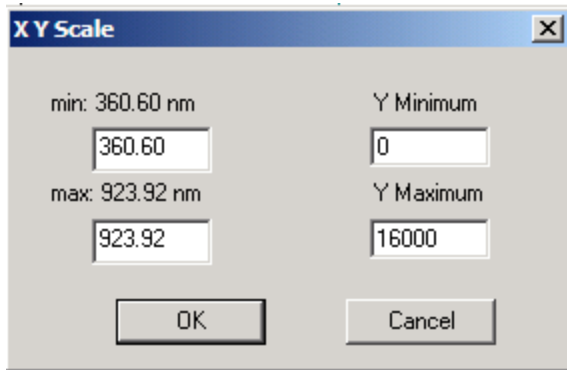 X Y Scale
min: 360.60 nm
Y Minimum
360.60
0
max: 923.92 nm
Y Maximum
923.92
16000
OK
Cancel